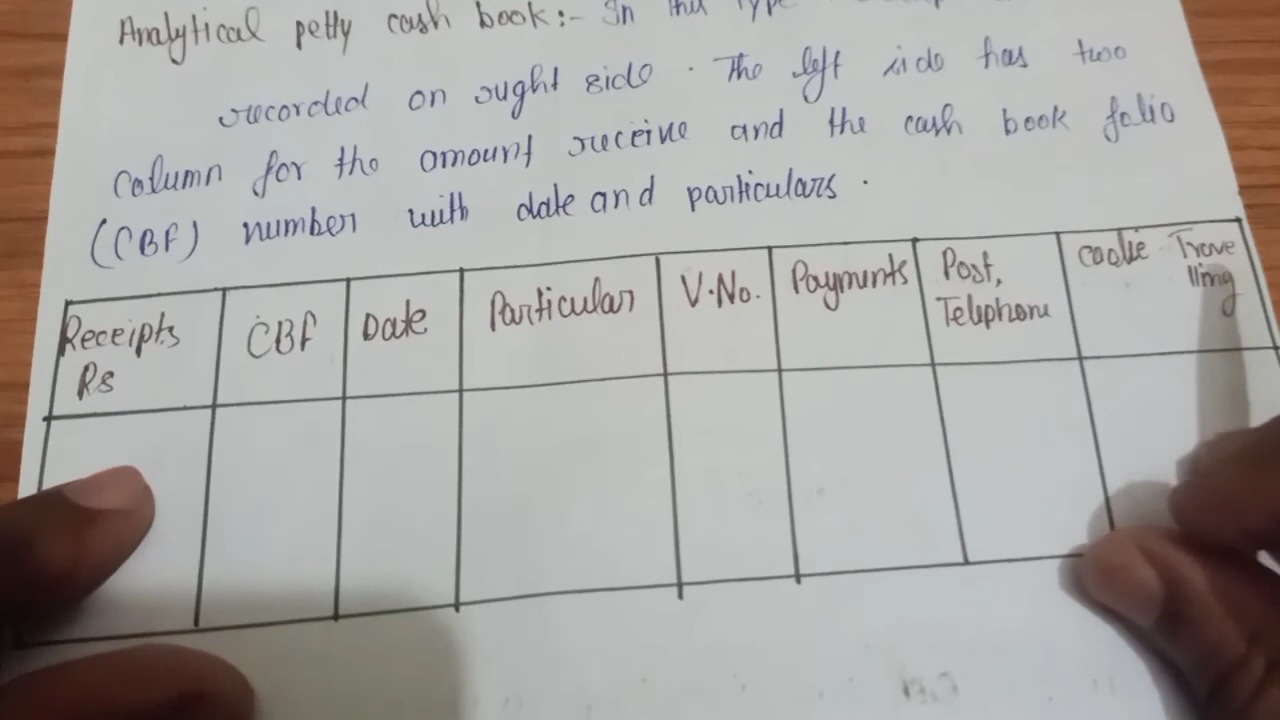 Analytical petty cash book:- In this Type
recorded on right side. The left side has two
column for the amount receive and the cash book folio
(CBF) number with date and particulars.
Receipts Rs CBF Date Particular V.No. Payments Post, Telephone Travelling